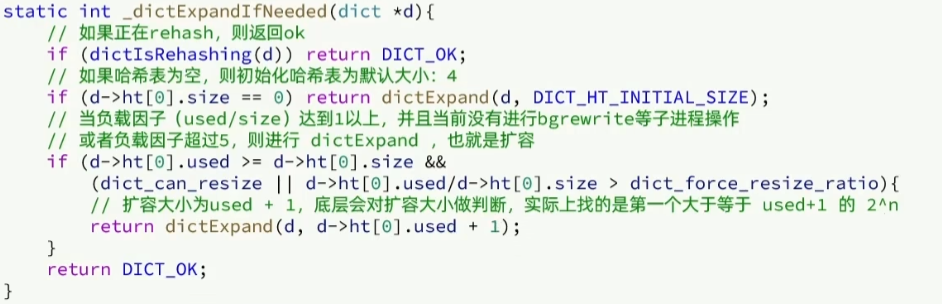 static int _dictExpandIfNeeded(dict *d){
    // 如果正在rehash，则返回ok
    if (dictIsRehashing(d)) return DICT_OK;
    // 如果哈希表为空，则初始化哈希表为默认大小：4
    if (d->ht[0].size == 0) return dictExpand(d, DICT_HT_INITIAL_SIZE);
    // 当负载因子（used/size）达到1以上，并且当前没有进行bgrewrite等子进程操作
    // 或者负载因子超过5，则进行 dictExpand ，也就是扩容
    if (d->ht[0].used >= d->ht[0].size &&
        (dict_can_resize || d->ht[0].used/d->ht[0].size > dict_force_resize_ratio){
        // 扩容大小为used + 1，底层会对扩容大小做判断，实际上找的是第一个大于等于 used+1 的 2^n
        return dictExpand(d, d->ht[0].used + 1);
    }
    return DICT_OK;
}